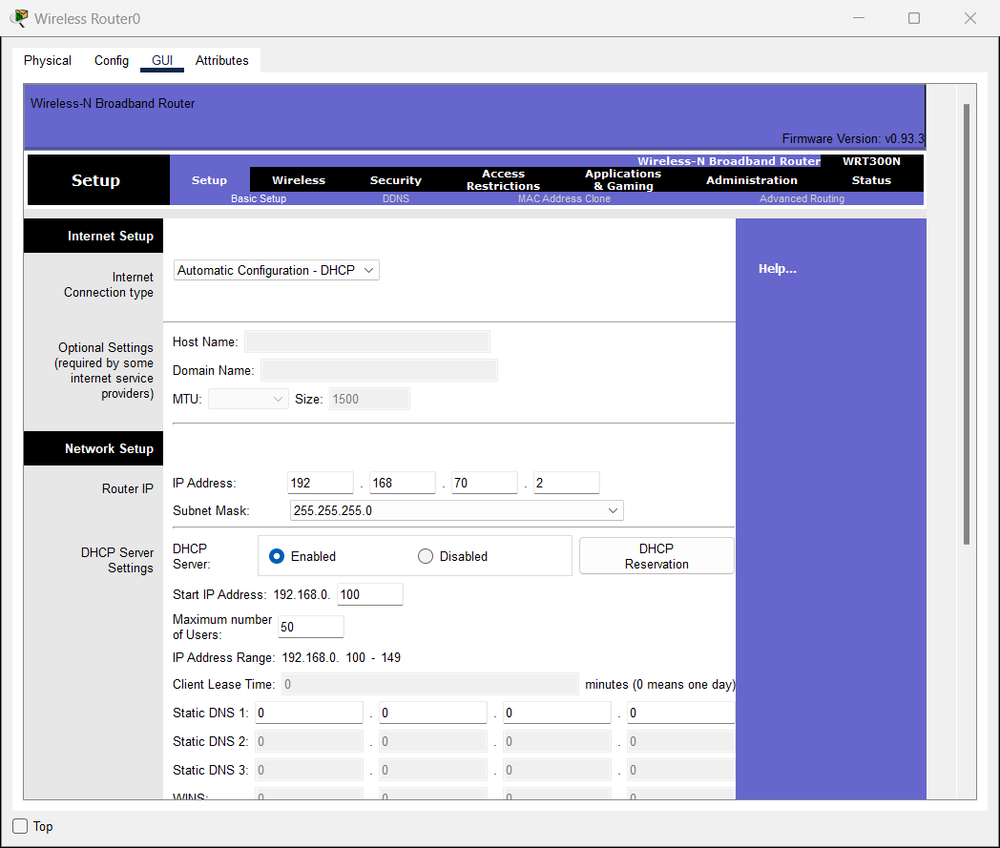 Wireless Router0
Physical Config GUI Attributes
Wireless-N Broadband Router
Firmware Version: v0.93.3
Wireless-N Broadband Router WRT300N
Setup
Setup Wireless Security Access Restrictions Applications & Gaming Administration Status
Basic Setup DDNS MAC Address Clone Advanced Routing
Internet Setup
Internet
Connection type
Automatic Configuration - DHCP
Help...
Optional Settings
(required by some
internet service
providers)
Host Name:
Domain Name:
MTU: Size: 1500
Network Setup
Router IP
IP Address: 192 . 168 . 70 . 2
Subnet Mask: 255.255.255.0
DHCP Server
Settings
DHCP
Server:
Enabled Disabled
DHCP
Reservation
Start IP Address: 192.168.0. 100
Maximum number
of Users: 50
IP Address Range: 192.168.0. 100 - 149
Client Lease Time: 0 minutes (0 means one day)
Static DNS 1: 0 . 0 . 0 . 0
Static DNS 2: 0 . 0 . 0 . 0
Static DNS 3: 0 . 0 . 0 . 0
WINS: 0 . 0 . 0 . 0
Top